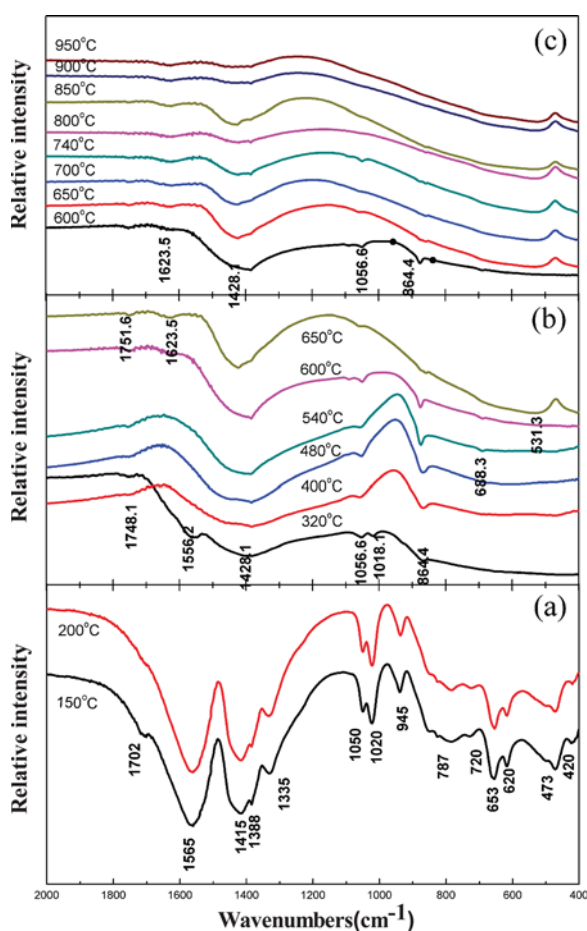 (c)
950°C
900°C
850°C
800°C
740°C
700°C
650°C
600°C
1623.5
1428.1
1056.6
864.4
Relative intensity
(b)
1751.6
1623.5
650°C
600°C
540°C
480°C
400°C
320°C
531.3
688.3
1748.1
1556.2
1428.1
1056.6
1018.1
864.4
Relative intensity
(a)
200°C
150°C
1702
1565
1415
1388
1335
1050
1020
945
787
720
653
620
473
420
Relative intensity
2000 1800 1600 1400 1200 1000 800 600 400
Wavenumbers(cm-1)